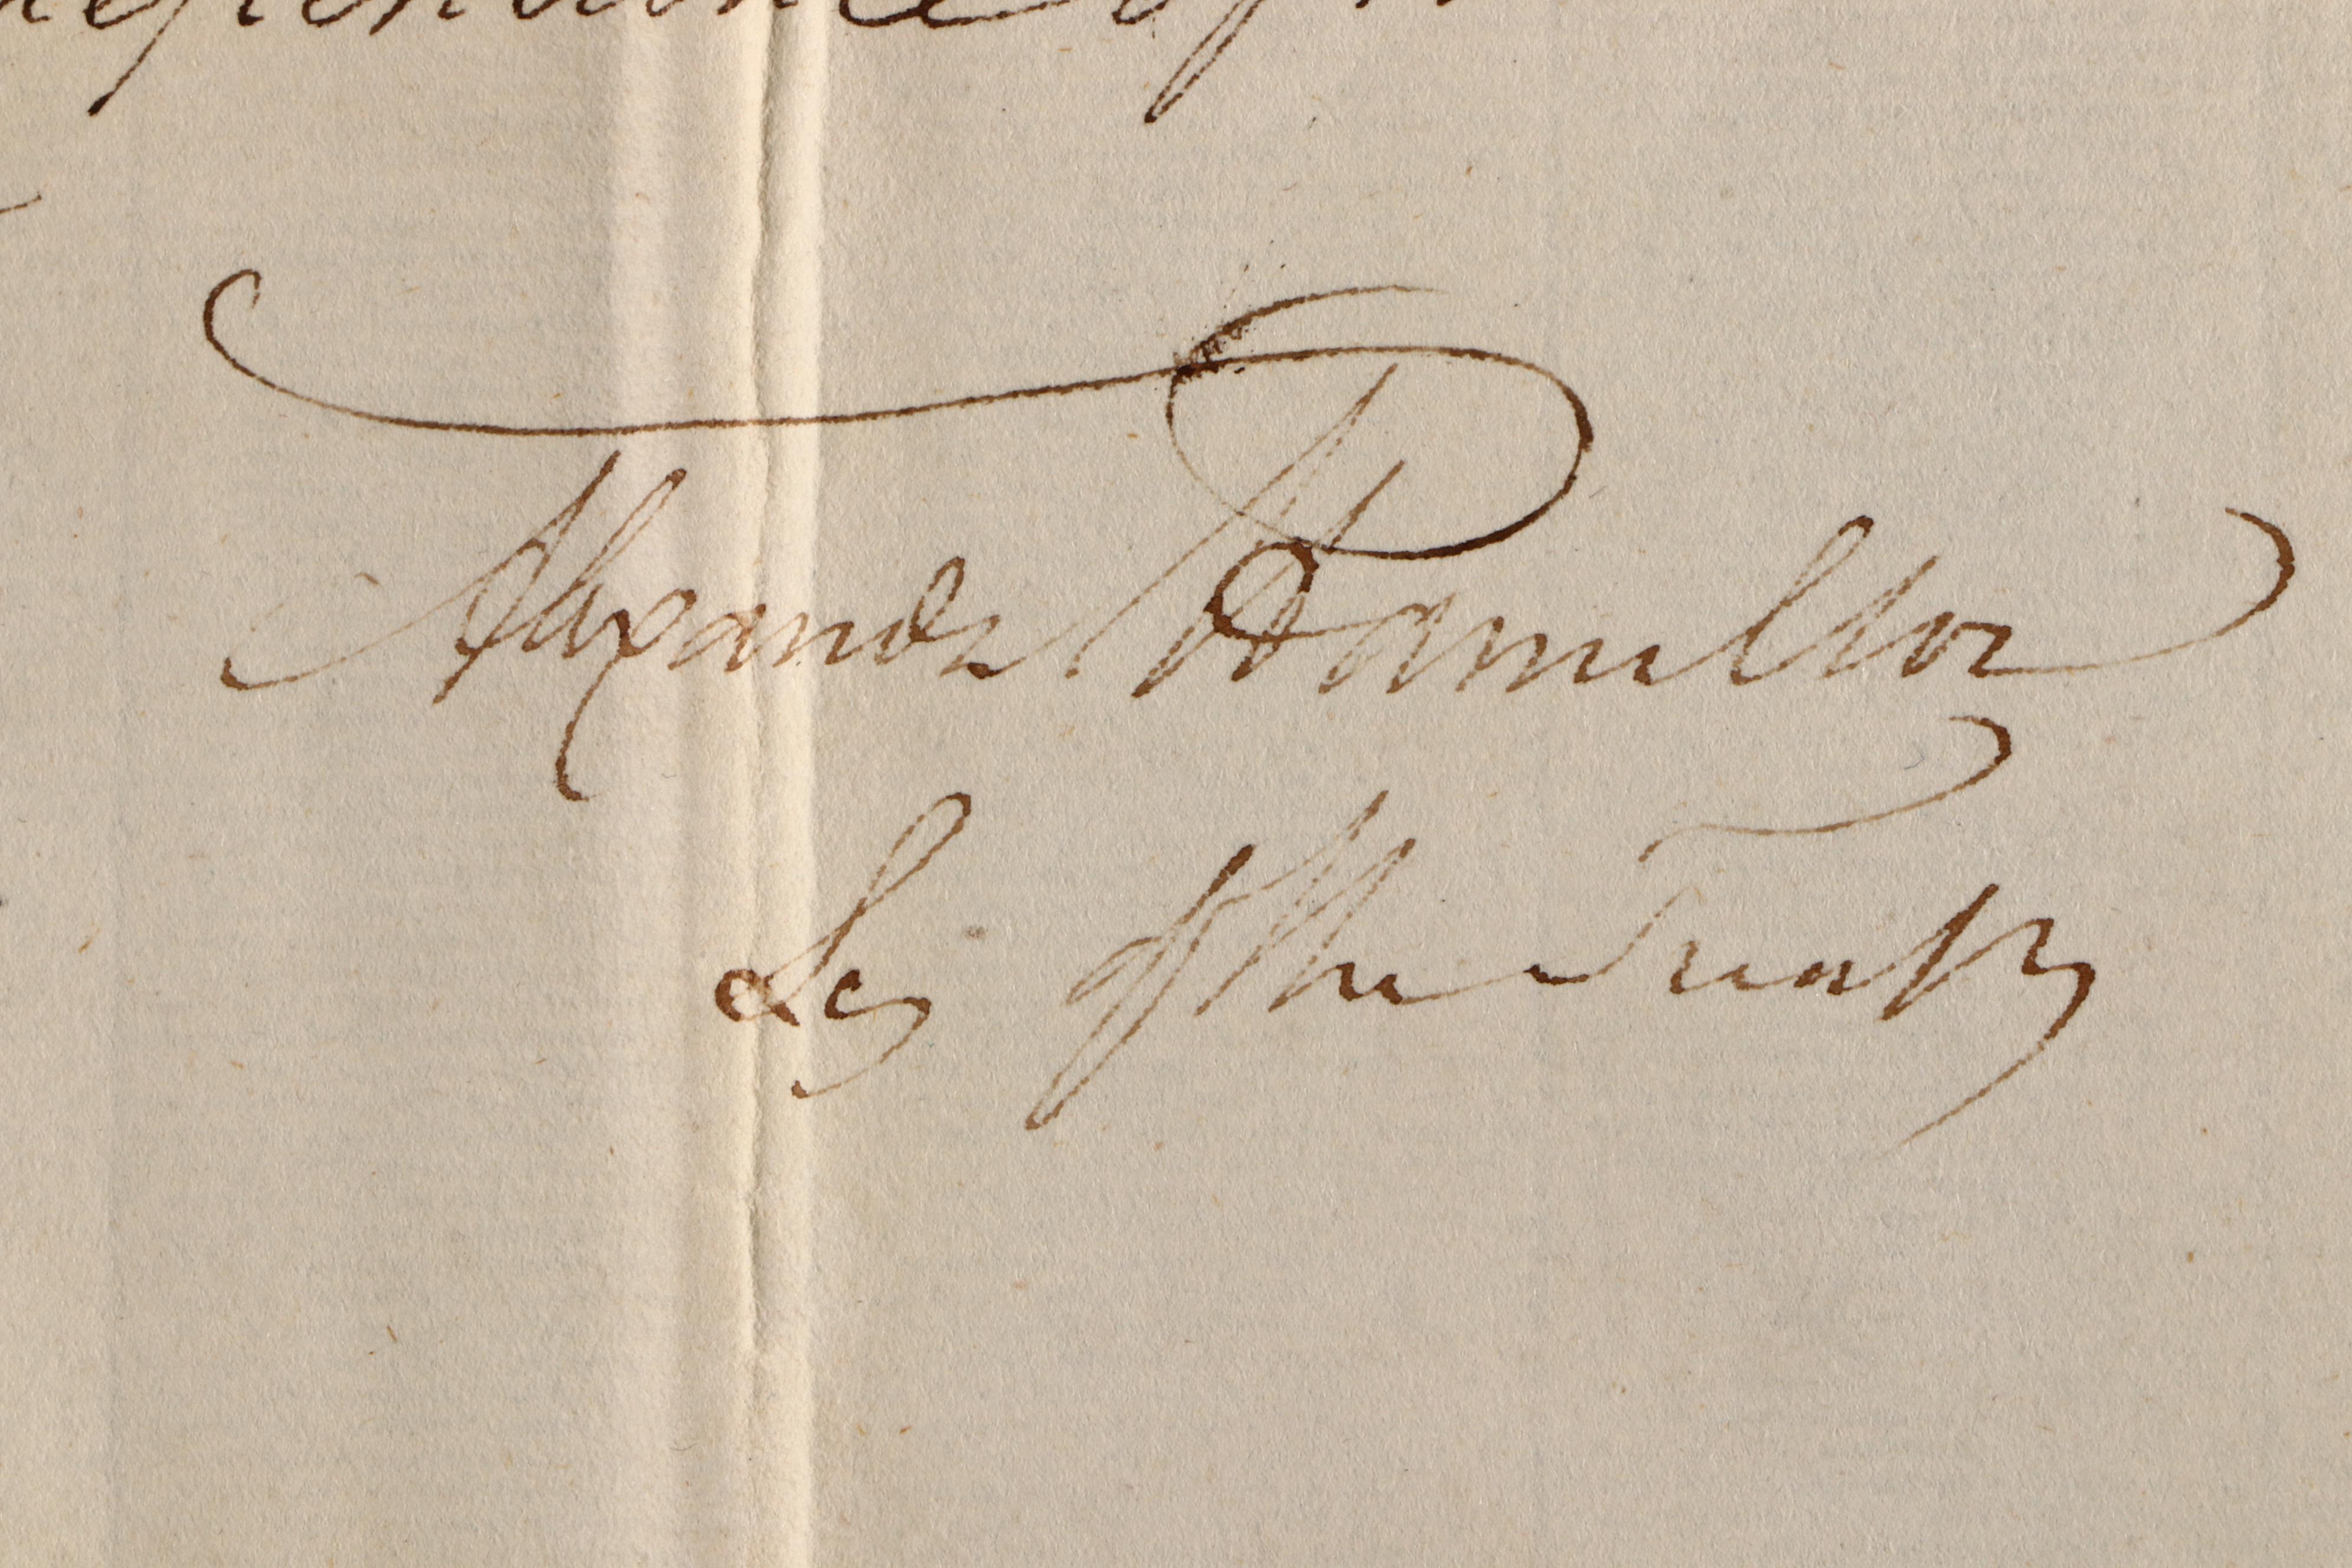 Alexander Hamilton
Secy of the Treasy